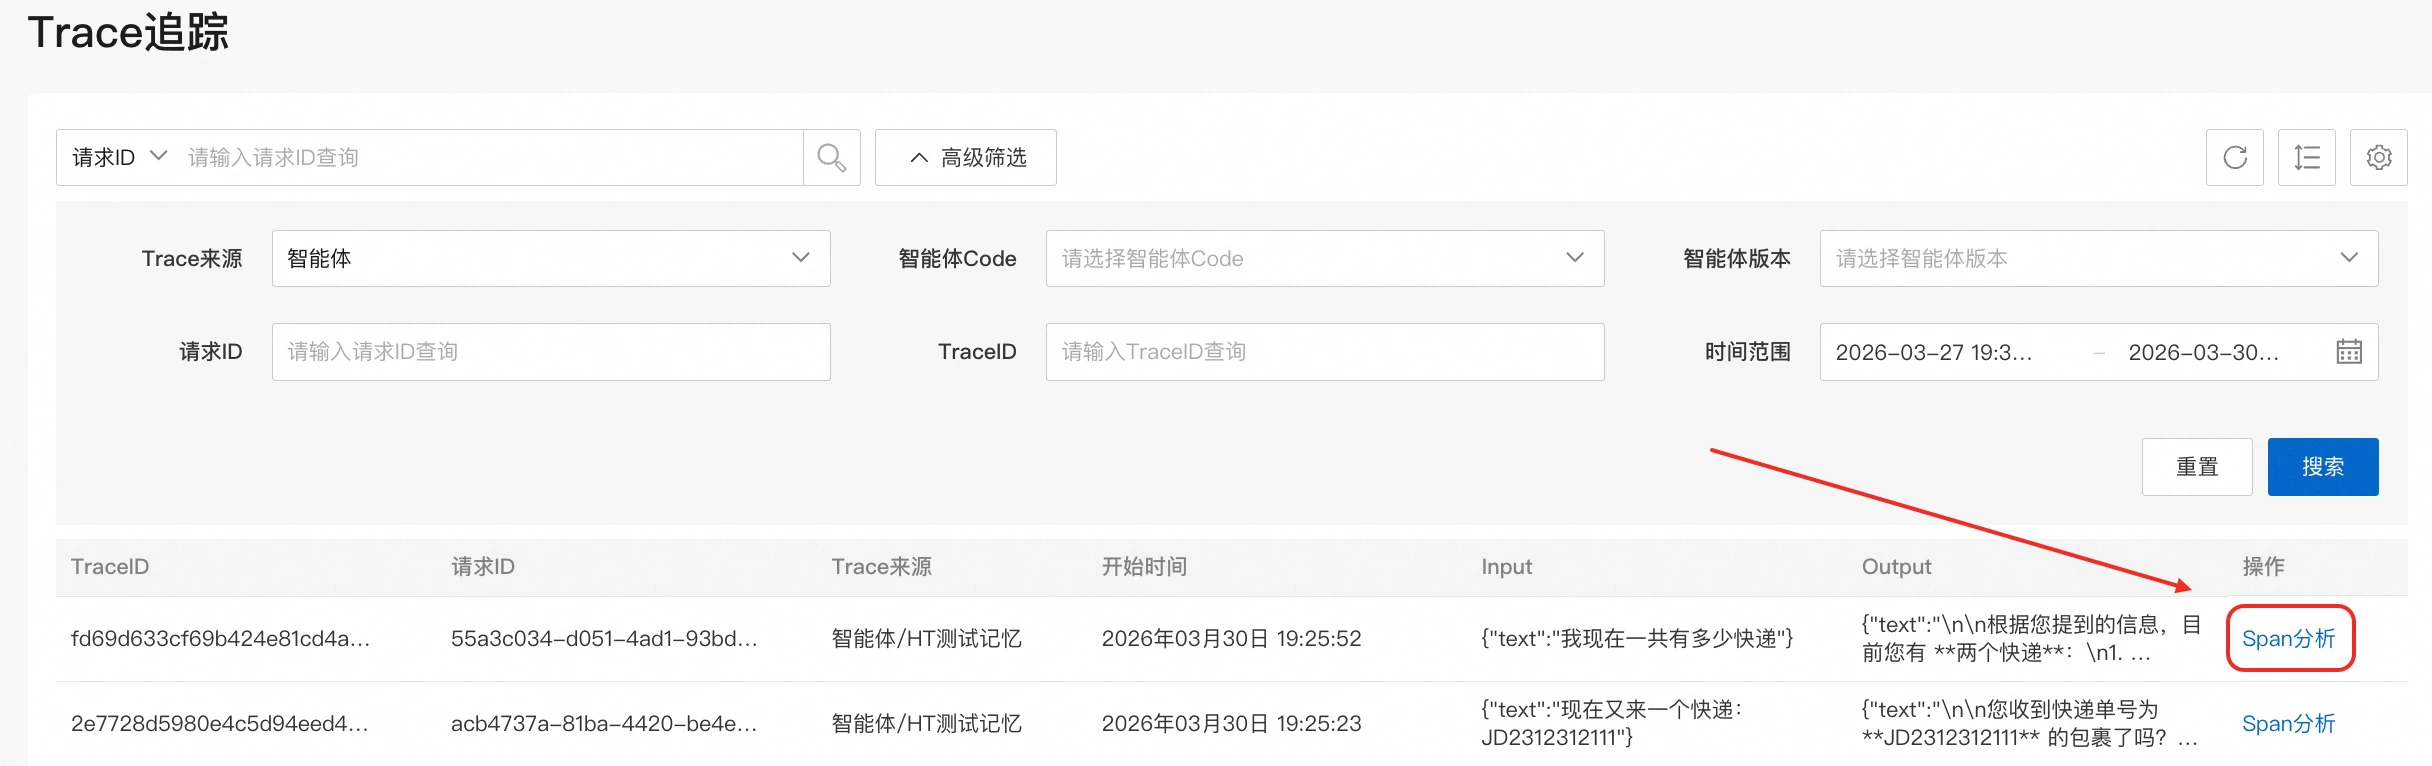 Trace追踪
请求ID 请输入请求ID查询 高级筛选
Trace来源 智能体 智能体Code 请选择智能体Code 智能体版本 请选择智能体版本
请求ID 请输入请求ID查询 TraceID 请输入TraceID查询 时间范围 2026-03-27 19:3... – 2026-03-30...
重置 搜索
TraceID 请求ID Trace来源 开始时间 Input Output 操作
fd69d633cf69b424e81cd4a... 55a3c034-d051-4ad1-93bd... 智能体/HT测试记忆 2026年03月30日 19:25:52 {"text":"我现在一共有多少快递"} {"text":"\n\n根据您提到的信息，目
前您有 **两个快递**：\n1. ... Span分析
2e7728d5980e4c5d94eed4... acb4737a-81ba-4420-be4e... 智能体/HT测试记忆 2026年03月30日 19:25:23 {"text":"现在又来一个快递：
JD2312312111"} {"text":"\n\n您收到快递单号为
**JD2312312111** 的包裹了吗？... Span分析